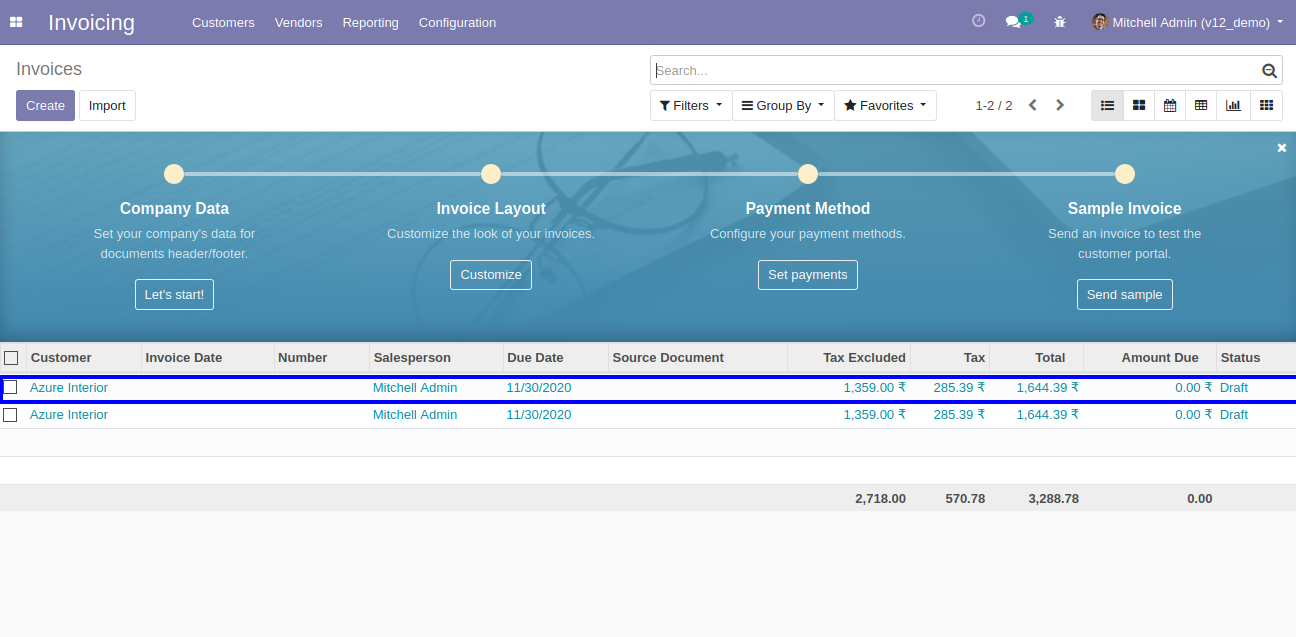 Invoicing Customers Vendors Reporting Configuration 1 Mitchell Admin (v12_demo)
Invoices Search...
Create Import Filters Group By Favorites 1-2 / 2
Company Data Invoice Layout Payment Method Sample Invoice
Set your company's data for Customize the look of your invoices. Configure your payment methods. Send an invoice to test the
documents header/footer. customer portal.
Customize Set payments
Let's start! Send sample
Customer Invoice Date Number Salesperson Due Date Source Document Tax Excluded Tax Total Amount Due Status
Azure Interior Mitchell Admin 11/30/2020 1,359.00 ₹ 285.39 ₹ 1,644.39 ₹ 0.00 ₹ Draft
Azure Interior Mitchell Admin 11/30/2020 1,359.00 ₹ 285.39 ₹ 1,644.39 ₹ 0.00 ₹ Draft
2,718.00 570.78 3,288.78 0.00